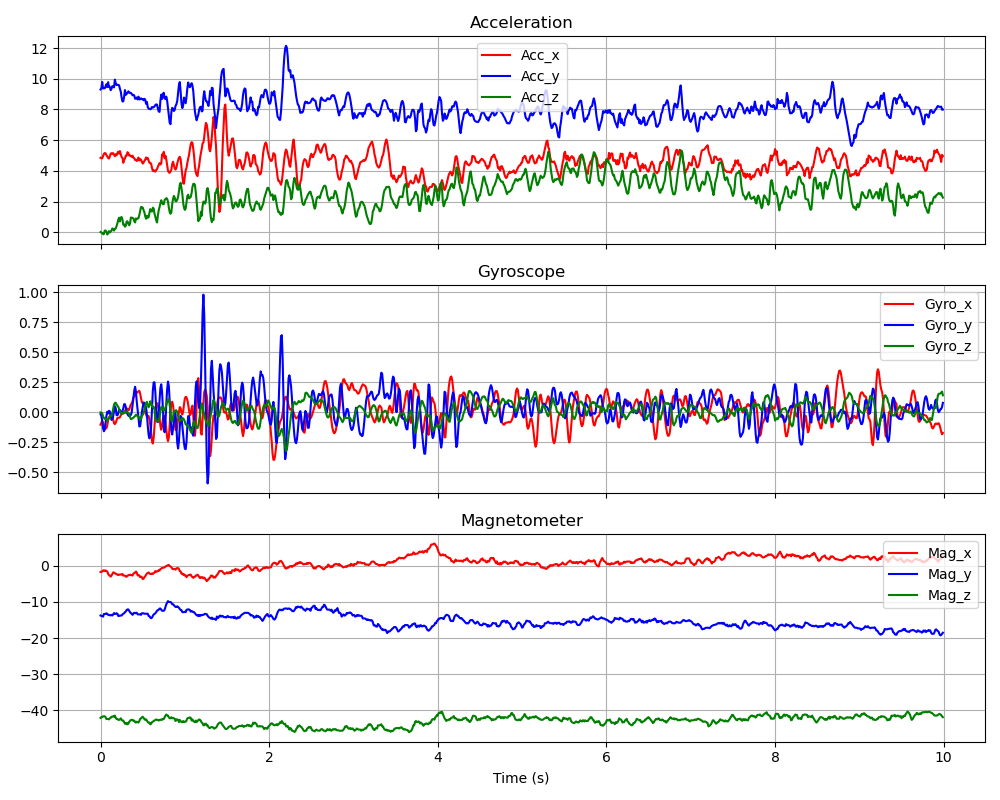 Acceleration
12
10
8
6
4
2
0
Acc_x
Acc_y
Acc_z
Gyroscope
1.00
0.75
0.50
0.25
0.00
−0.25
−0.50
Gyro_x
Gyro_y
Gyro_z
Magnetometer
0
−10
−20
−30
−40
Mag_x
Mag_y
Mag_z
0 2 4 6 8 10
Time (s)